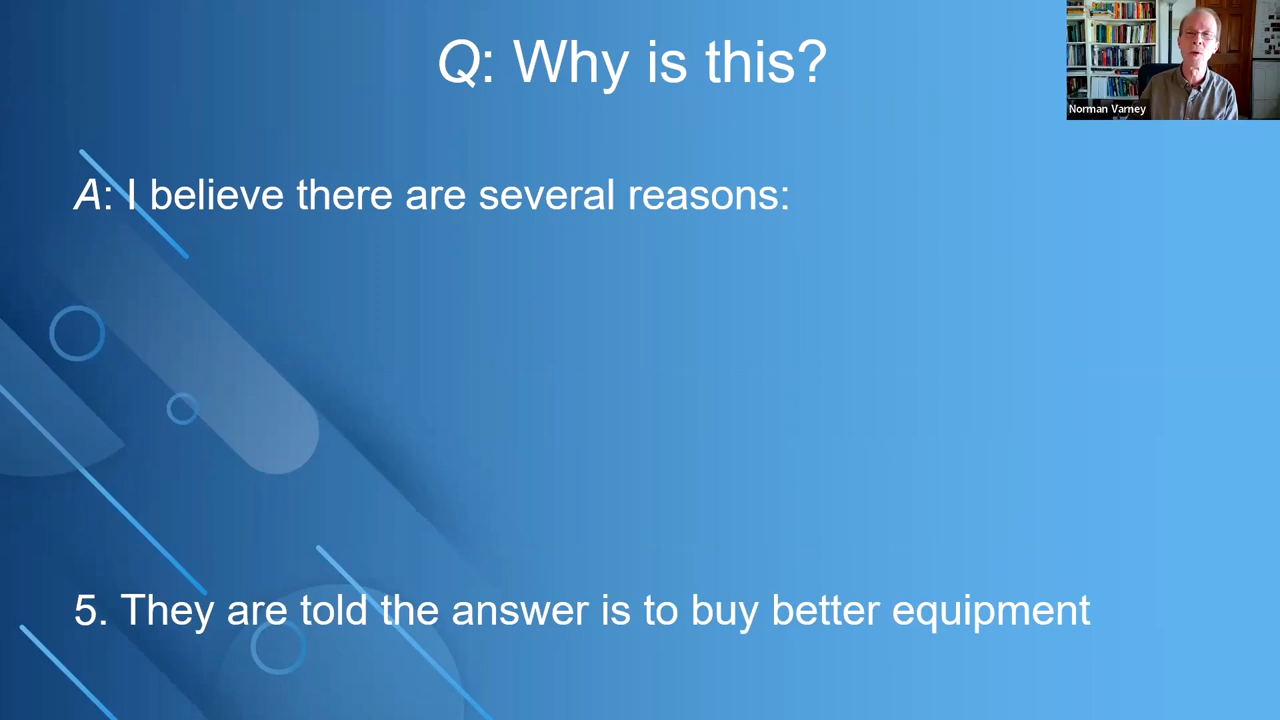 Q: Why is this?
Norman Varney
A: I believe there are several reasons:
5. They are told the answer is to buy better equipment